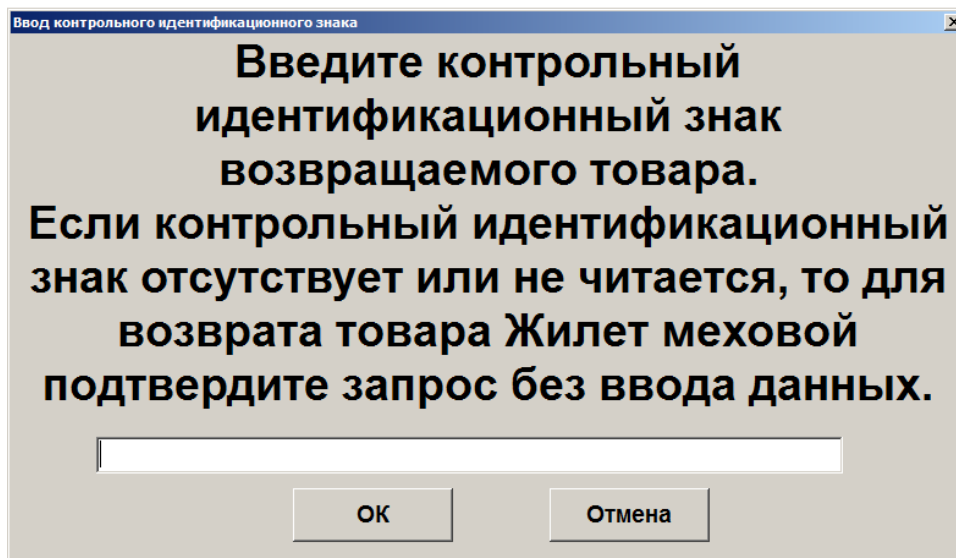 Ввод контрольного идентификационного знака
Введите контрольный
идентификационный знак
возвращаемого товара.
Если контрольный идентификационный
знак отсутствует или не читается, то для
возврата товара Жилет меховой
подтвердите запрос без ввода данных.
ОК
Отмена